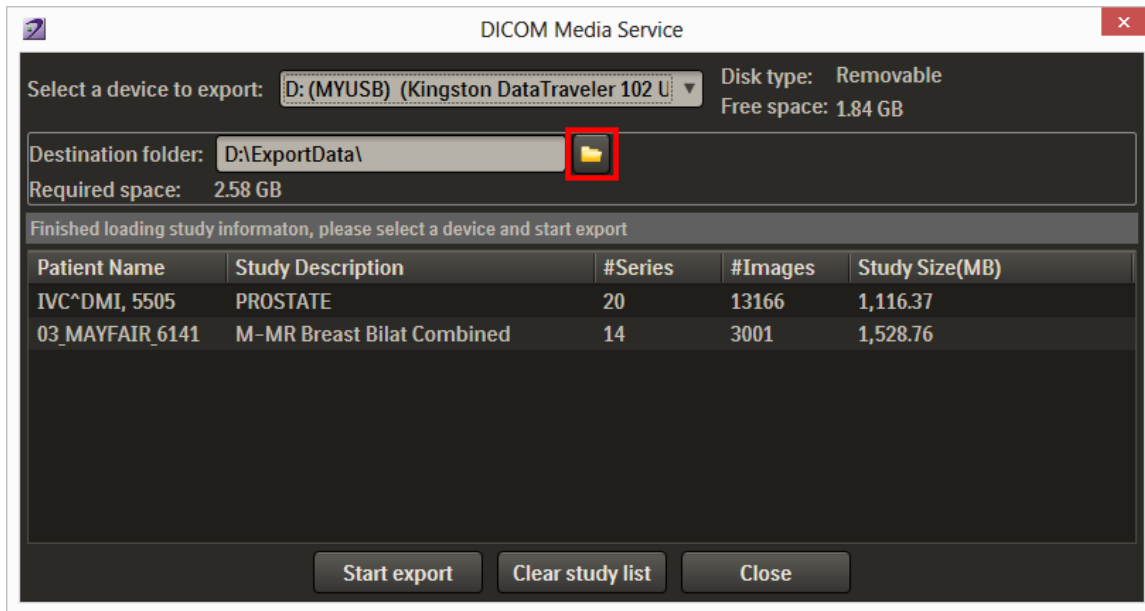 DICOM Media Service
Select a device to export: D: (MYUSB) (Kingston DataTraveler 102 U Disk type: Removable
Free space: 1.84 GB
Destination folder: D:\ExportData\
Required space: 2.58 GB
Finished loading study informaton, please select a device and start export
Patient Name Study Description #Series #Images Study Size(MB)
IVC^DMI, 5505 PROSTATE 20 13166 1,116.37
03_MAYFAIR_6141 M-MR Breast Bilat Combined 14 3001 1,528.76
Start export Clear study list Close